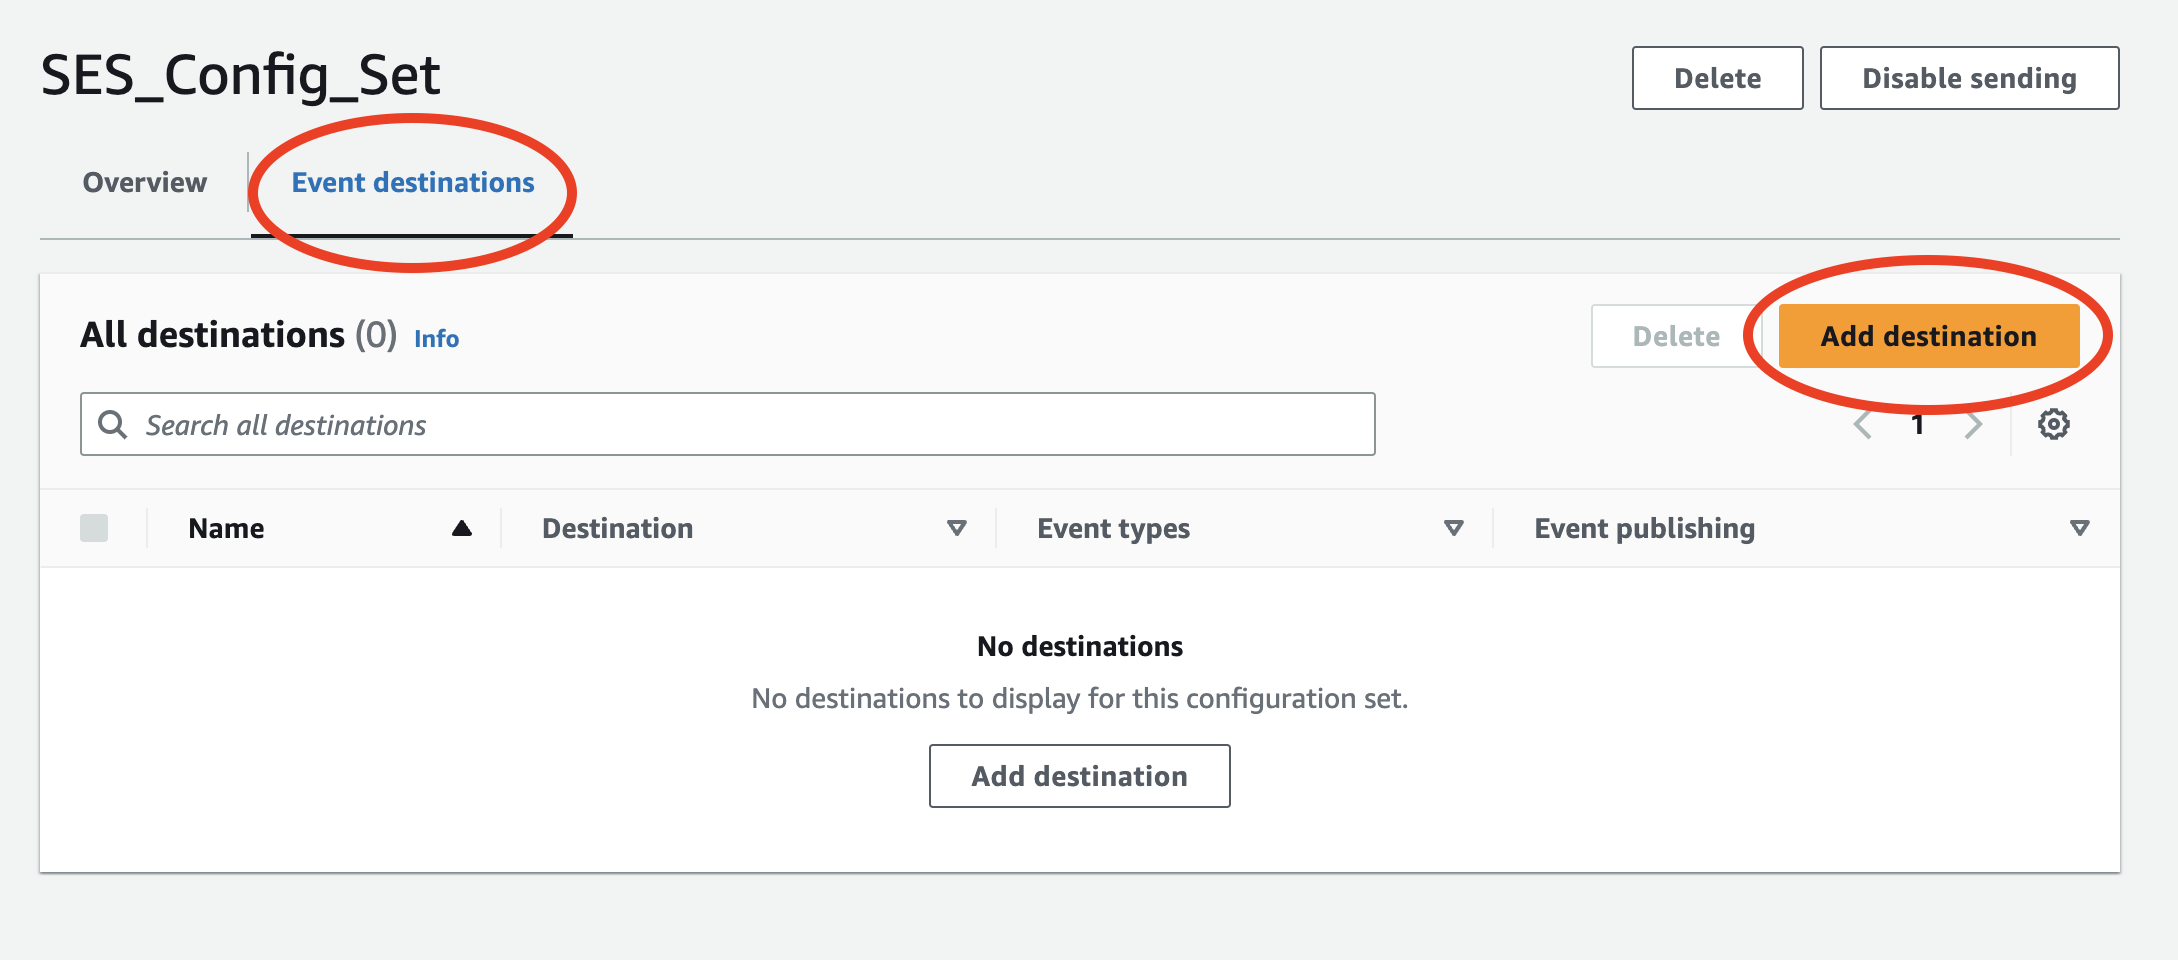 SES_Config_Set
Delete
Disable sending
Overview
Event destinations
All destinations (0) Info
Delete
Add destination
Search all destinations
1
Name
Destination
Event types
Event publishing
No destinations
No destinations to display for this configuration set.
Add destination